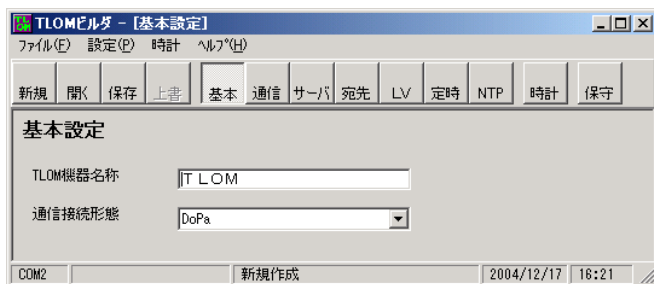 TLOMビルダ - [基本設定]
ファイル(F) 設定(P) 時計 ヘルプ(H)
新規 開く 保存 上書 基本 通信 サーバ 宛先 LV 定時 NTP 時計 保守
基本設定
TLOM機器名称 TLOM
通信接続形態 DoPa
COM2 新規作成 2004/12/17 16:21